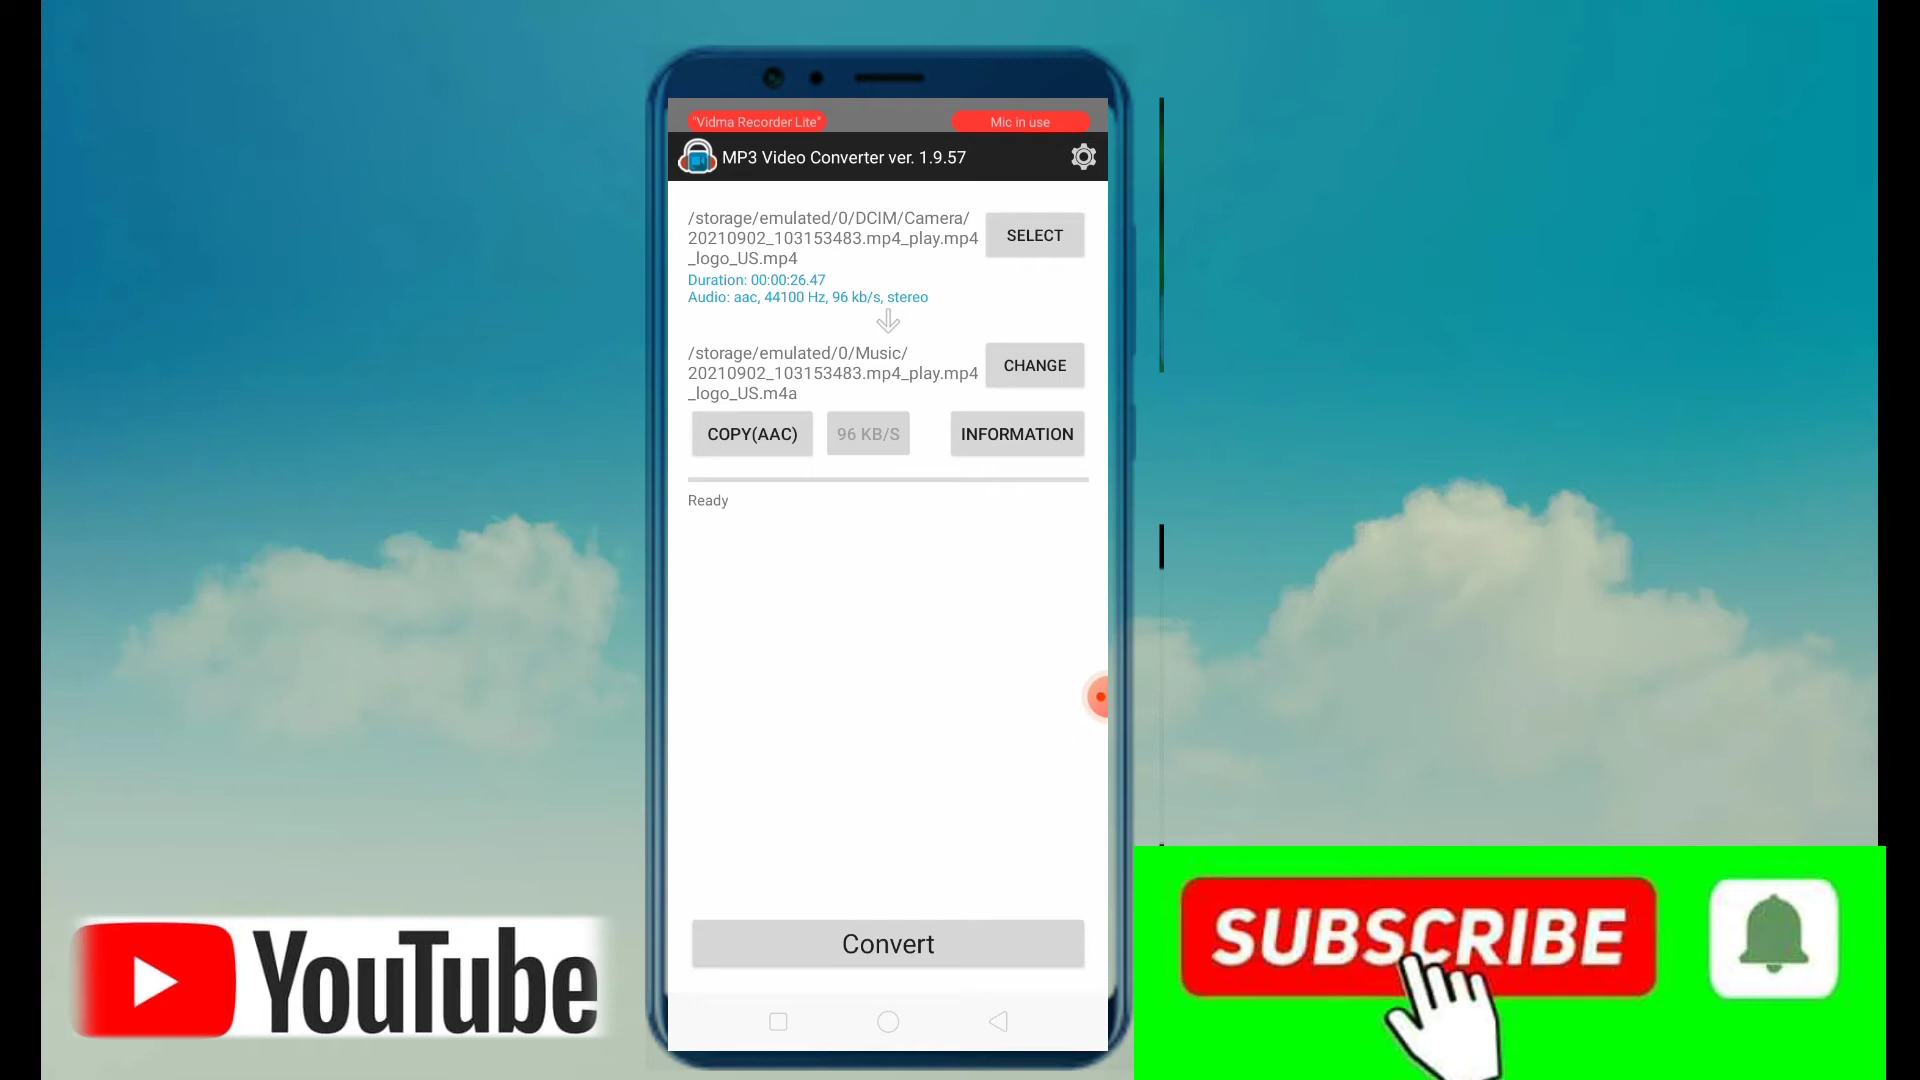 "Vidma Recorder Lite"
Mic in use
MP3 Video Converter ver. 1.9.57
/storage/emulated/0/DCIM/Camera/
20210902_103153483.mp4_play.mp4
_logo_US.mp4
SELECT
Duration: 00:00:26.47
Audio: aac, 44100 Hz, 96 kb/s, stereo
/storage/emulated/0/Music/
20210902_103153483.mp4_play.mp4
_logo_US.m4a
CHANGE
COPY(AAC)
96 KB/S
INFORMATION
Ready
Convert
YouTube
SUBSCRIBE